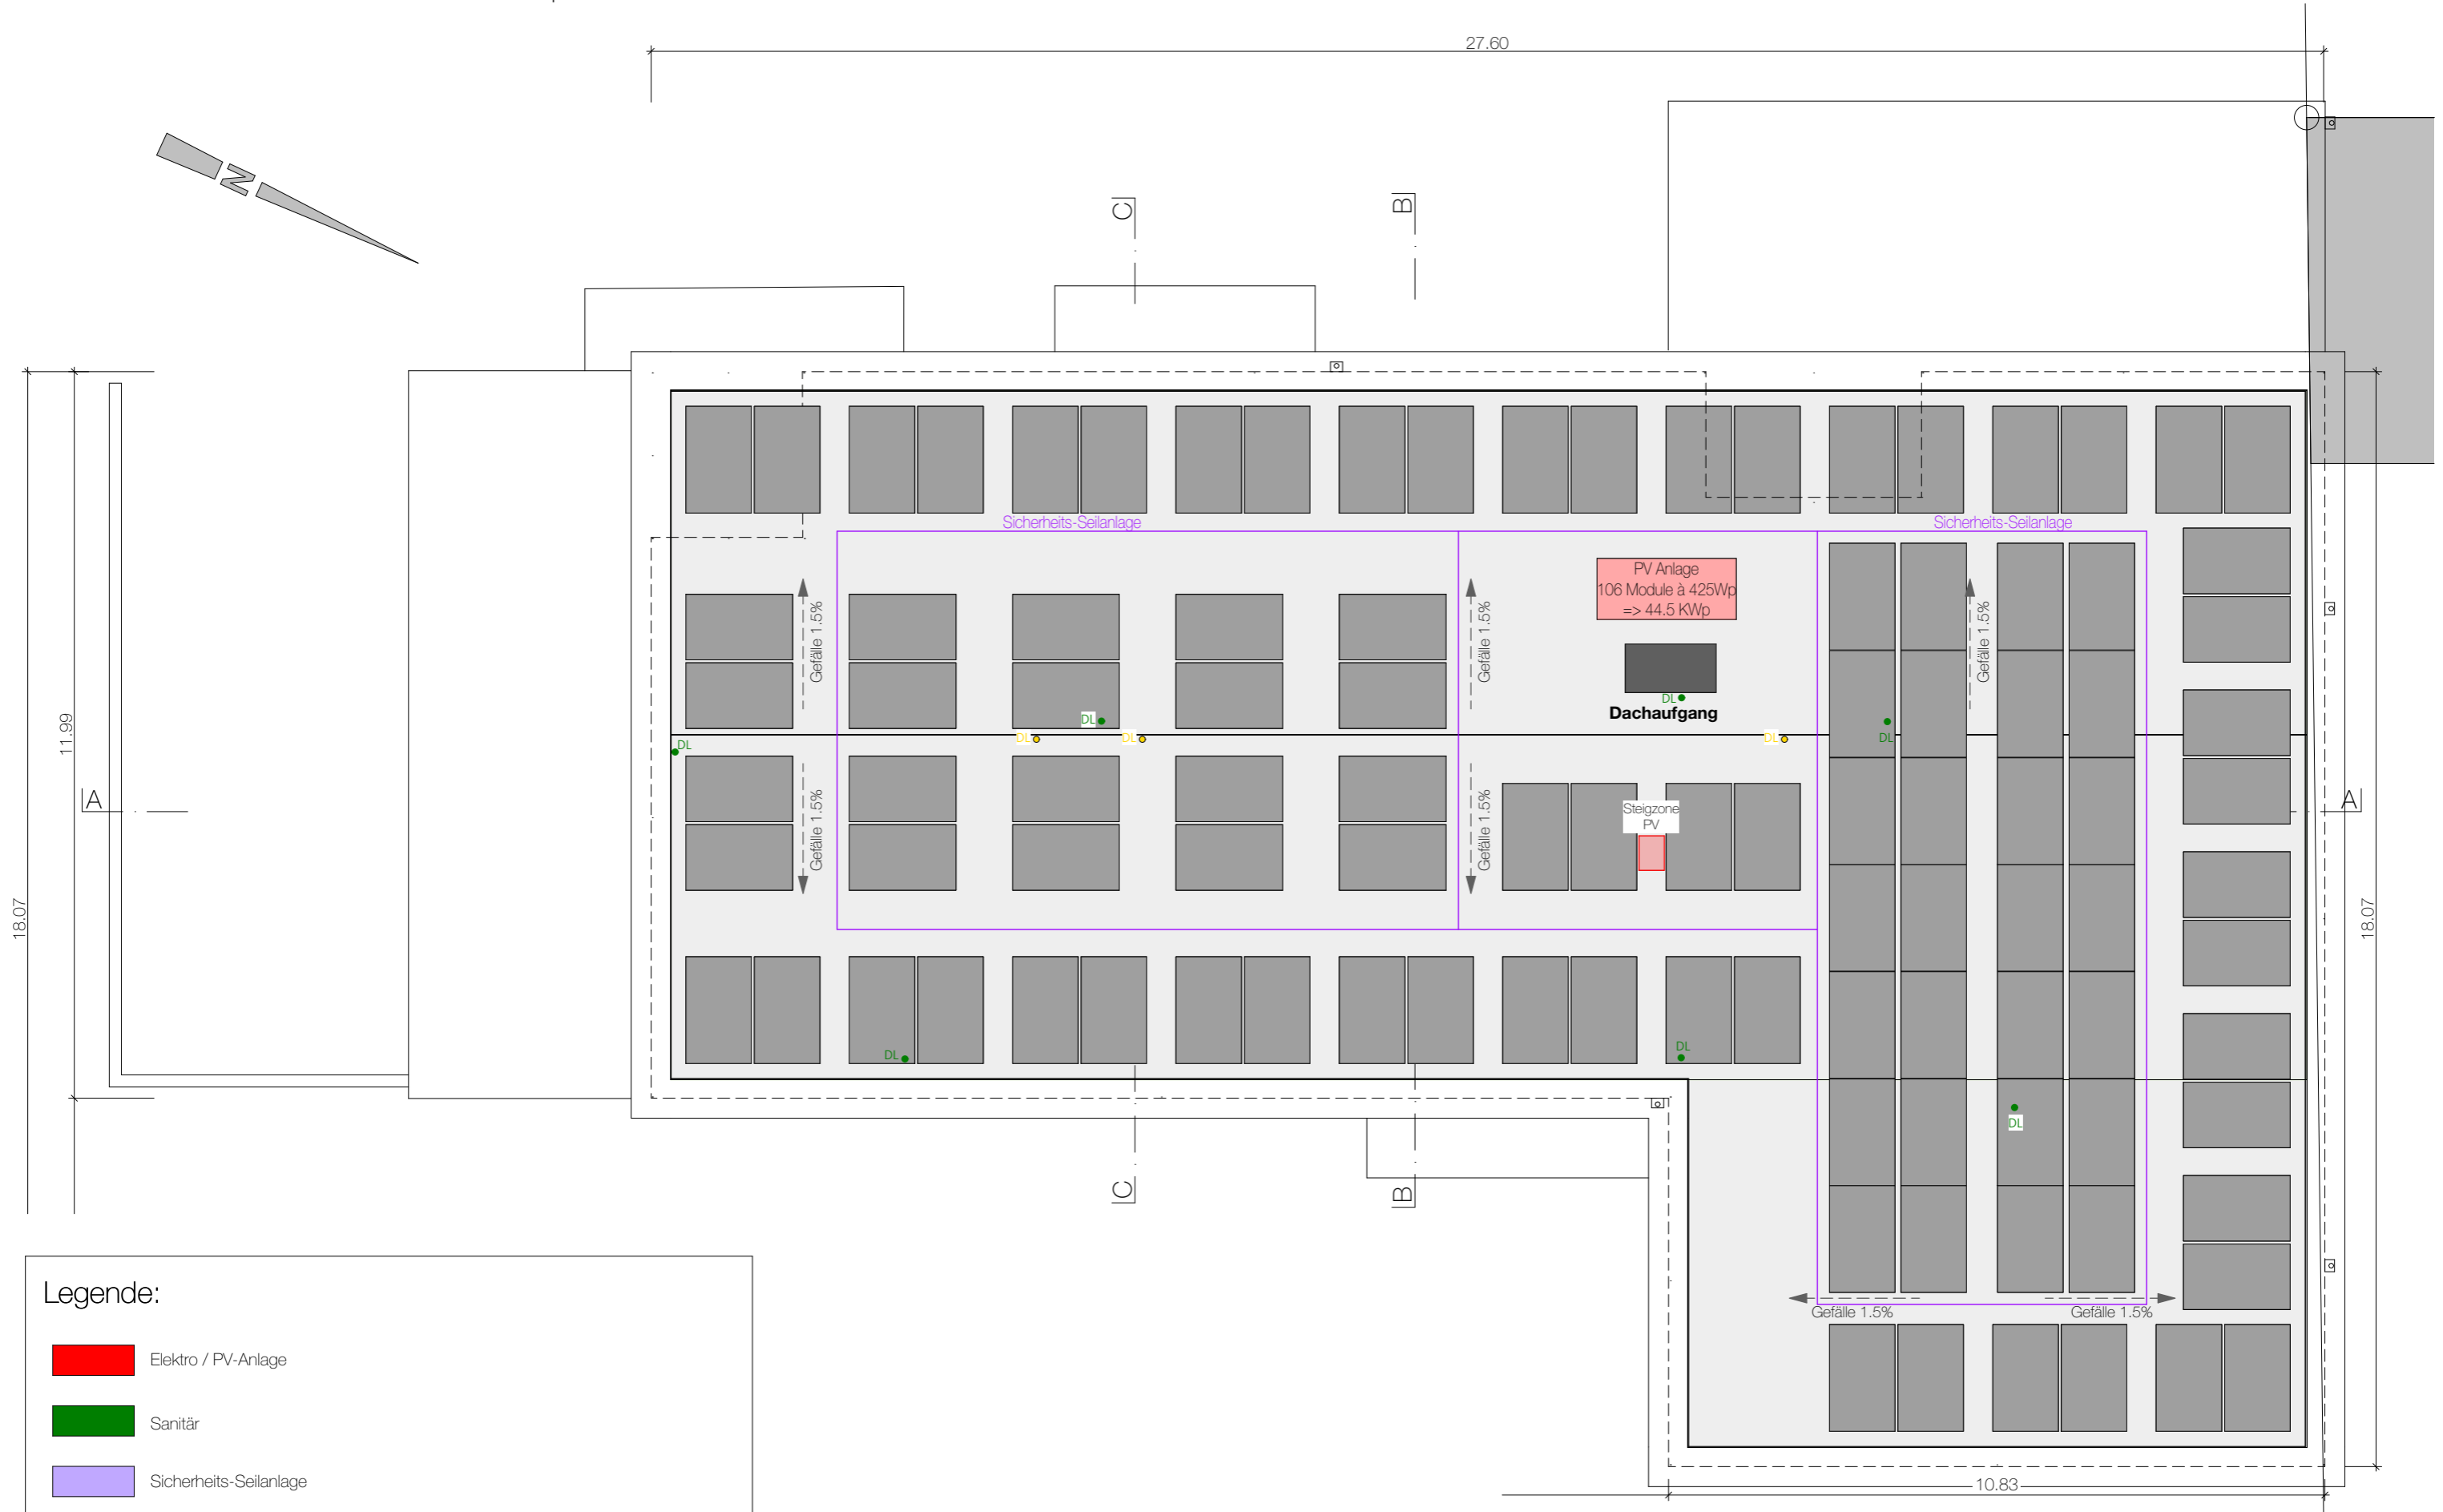 27.60
N
C
B
Sicherheits-Seilanlage
Sicherheits-Seilanlage
PV Anlage
106 Module à 425Wp
=> 44.5 KWp
Gefälle 1.5%
Gefälle 1.5%
Gefälle 1.5%
DL
Dachaufgang
DL
DL
DL
DL
DL
DL
11.99
A
A
Gefälle 1.5%
Gefälle 1.5%
Steigzone
PV
18.07
18.07
DL
DL
DL
C
B
Gefälle 1.5%
Gefälle 1.5%
Legende:
Elektro / PV-Anlage
Sanitär
Sicherheits-Seilanlage
10.83